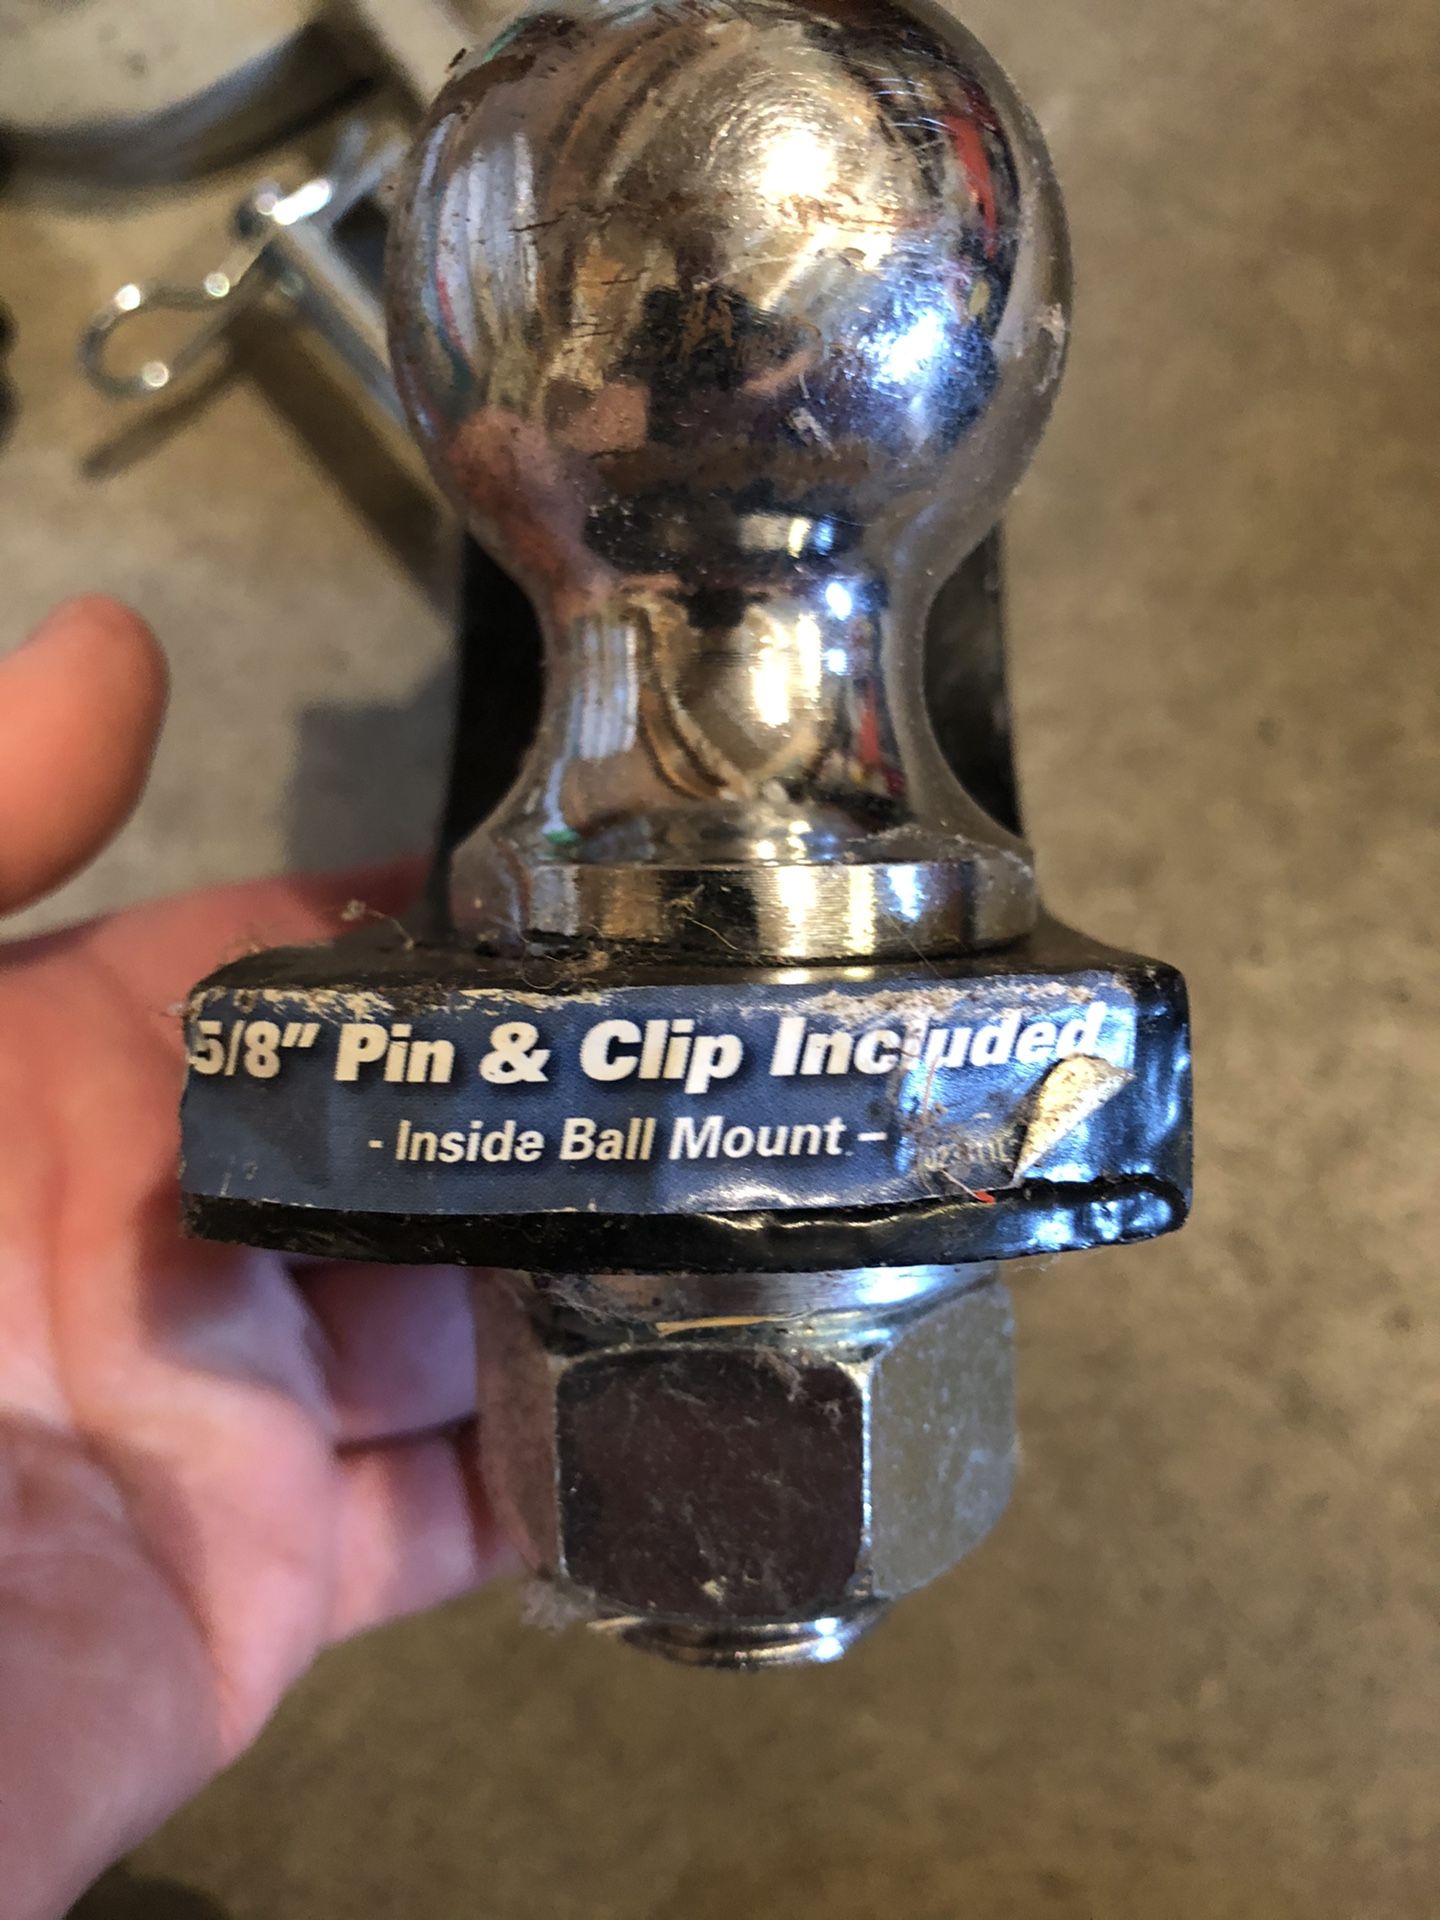 5/8" Pin & Clip Included
- Inside Ball Mount -